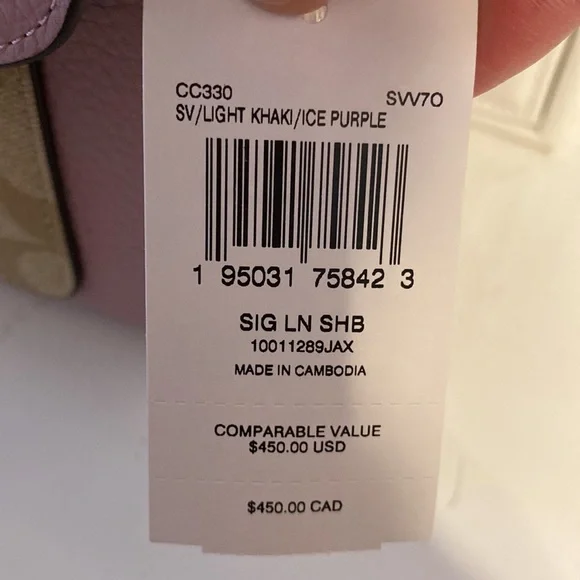 CC330 SVV7O
SV/LIGHT KHAKI/ICE PURPLE
1 95031 75842 3
SIG LN SHB
10011289JAX
MADE IN CAMBODIA
COMPARABLE VALUE
$450.00 USD
$450.00 CAD